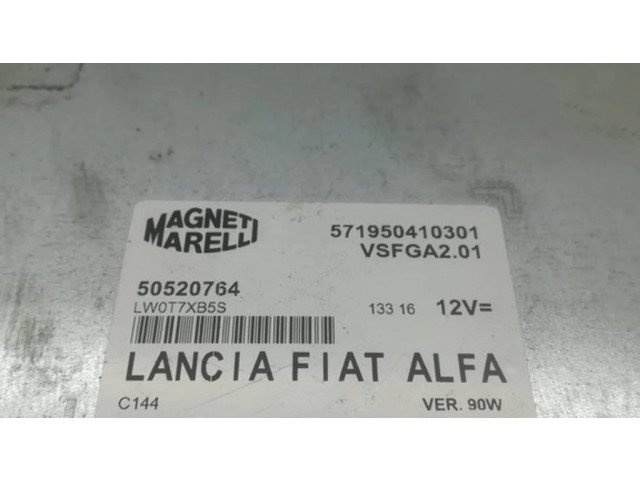 MAGNETI
MARELLI
571950410301
VSFGA2.01
50520764
LW0T7XB5S
133 16 12V=
LANCIA FIAT ALFA
C144 VER. 90W